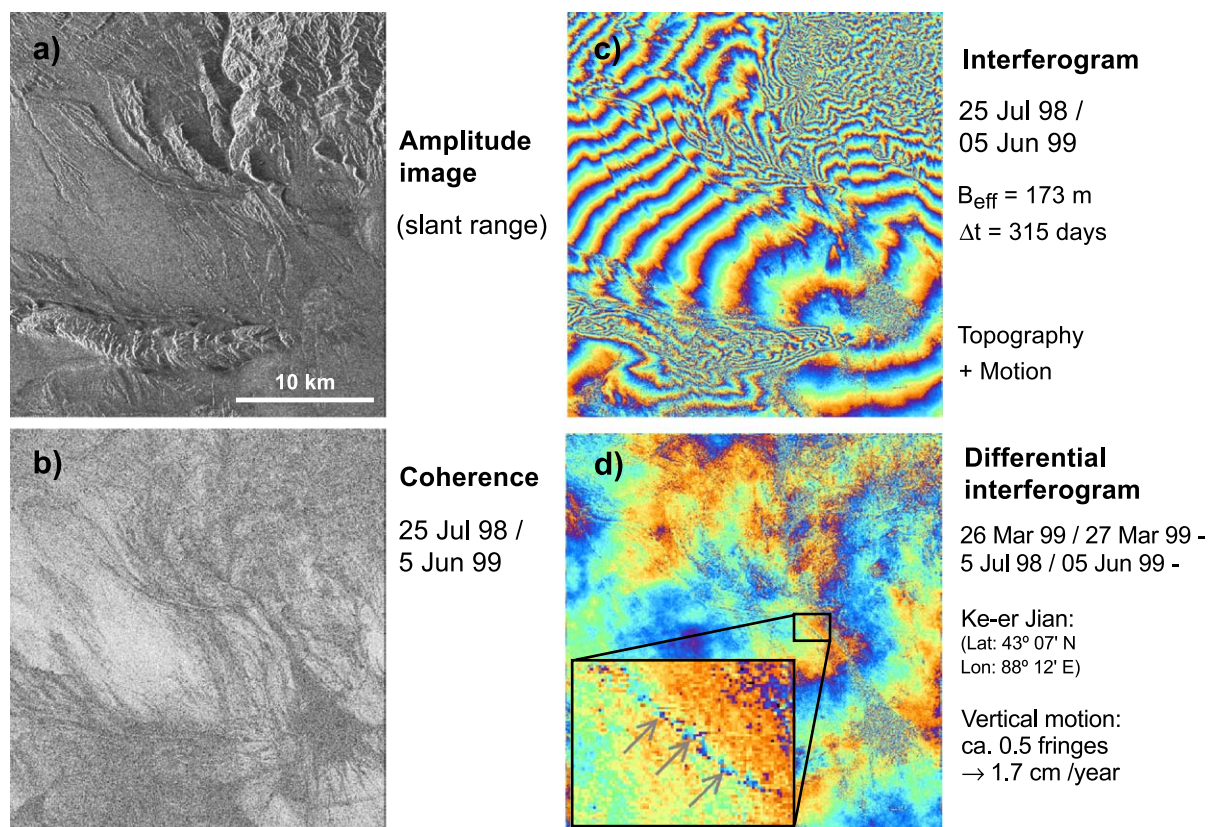 a)
Amplitude
image
(slant range)
10 km
b)
Coherence
25 Jul 98 /
5 Jun 99
c)
Interferogram
25 Jul 98 /
05 Jun 99
Beff = 173 m
Δt = 315 days
Topography
+ Motion
d)
Differential
interferogram
26 Mar 99 / 27 Mar 99 -
5 Jul 98 / 05 Jun 99 -
Ke-er Jian:
(Lat: 43º 07' N
Lon: 88º 12' E)
Vertical motion:
ca. 0.5 fringes
→ 1.7 cm /year